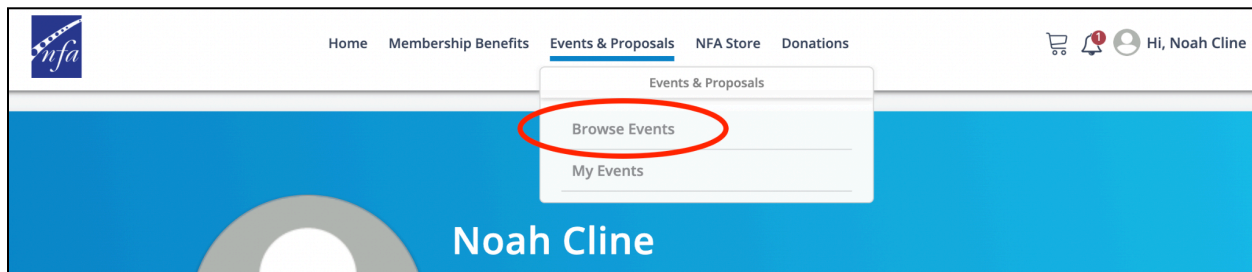 nfa
Home Membership Benefits Events & Proposals NFA Store Donations
1
Hi, Noah Cline
Events & Proposals
Browse Events
My Events
Noah Cline